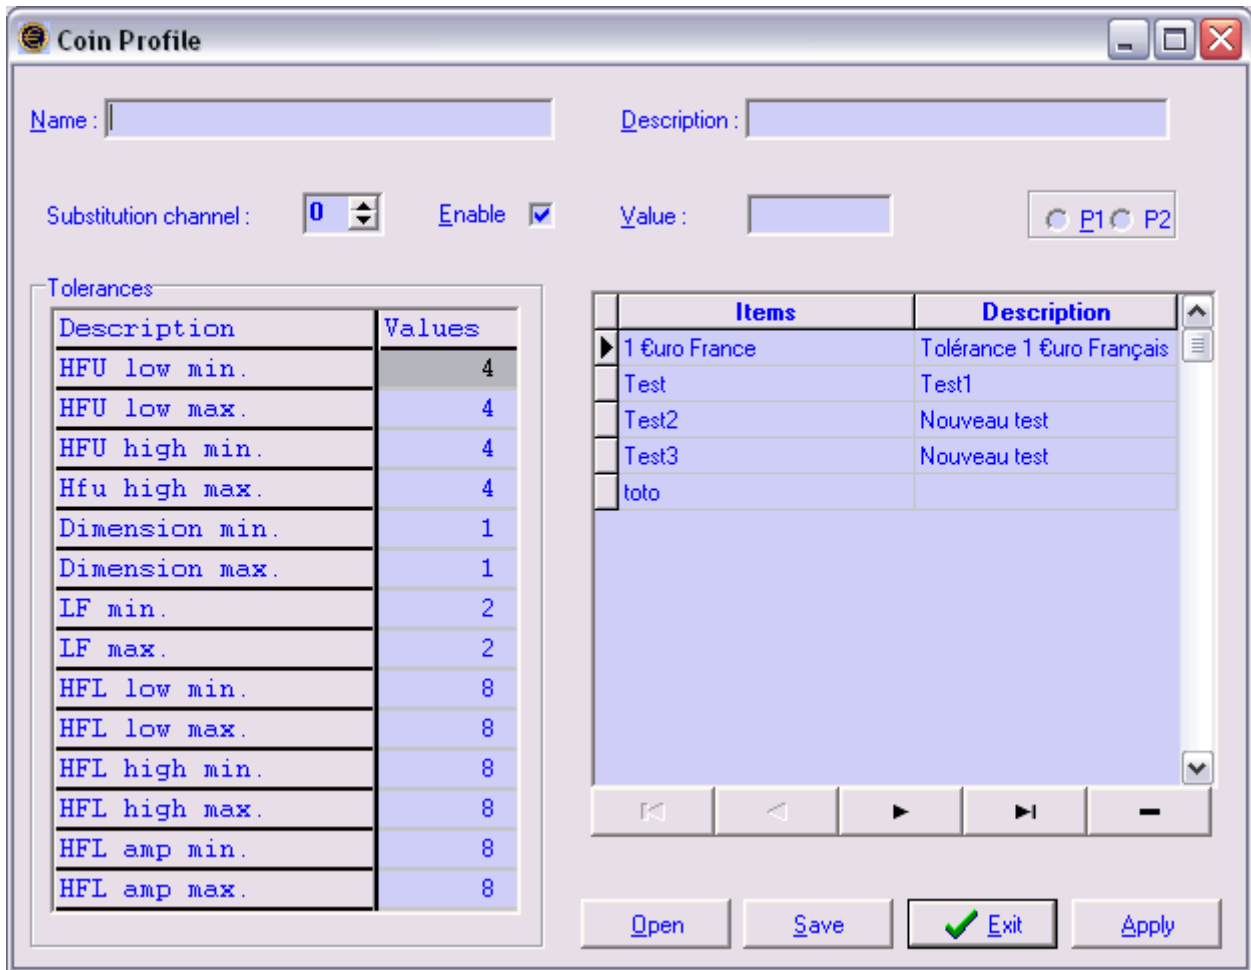 Coin Profile
Name :
Description :
Substitution channel : 0
Enable
Value :
P1 P2
Tolerances
Description Values
HFU low min. 4
HFU low max. 4
HFU high min. 4
Hfu high max. 4
Dimension min. 1
Dimension max. 1
LF min. 2
LF max. 2
HFL low min. 8
HFL low max. 8
HFL high min. 8
HFL high max. 8
HFL amp min. 8
HFL amp max. 8
Items Description
1 €uro France Tolérance 1 €uro Français
Test Test1
Test2 Nouveau test
Test3 Nouveau test
toto
Open Save Exit Apply